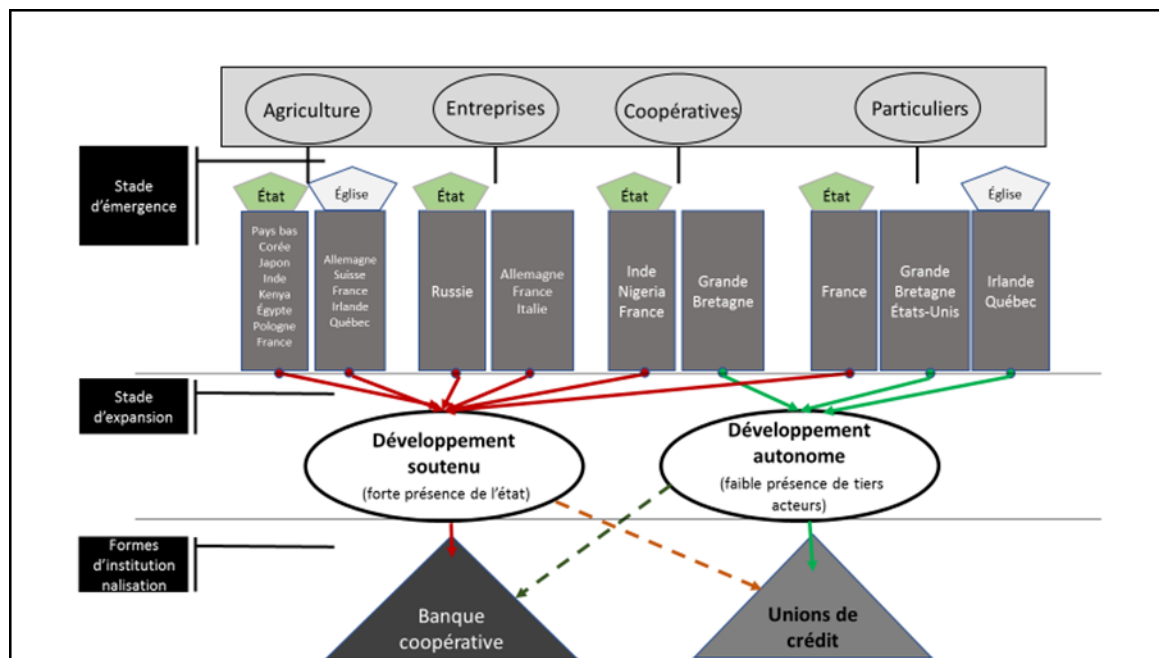 Agriculture
Entreprises
Coopératives
Particuliers
Stade
d'émergence
État
Église
État
État
État
Église
Pays bas
Corée
Japon
Inde
Kenya
Égypte
Pologne
France
Allemagne
Suisse
France
Irlande
Québec
Russie
Allemagne
France
Italie
Inde
Nigeria
France
Grande
Bretagne
France
Grande
Bretagne
États-Unis
Irlande
Québec
Stade
d'expansion
Développement
soutenu
(forte présence de l'état)
Développement
autonome
(faible présence de tiers
acteurs)
Formes
d'institution
nalisation
Banque
coopérative
Unions de
crédit